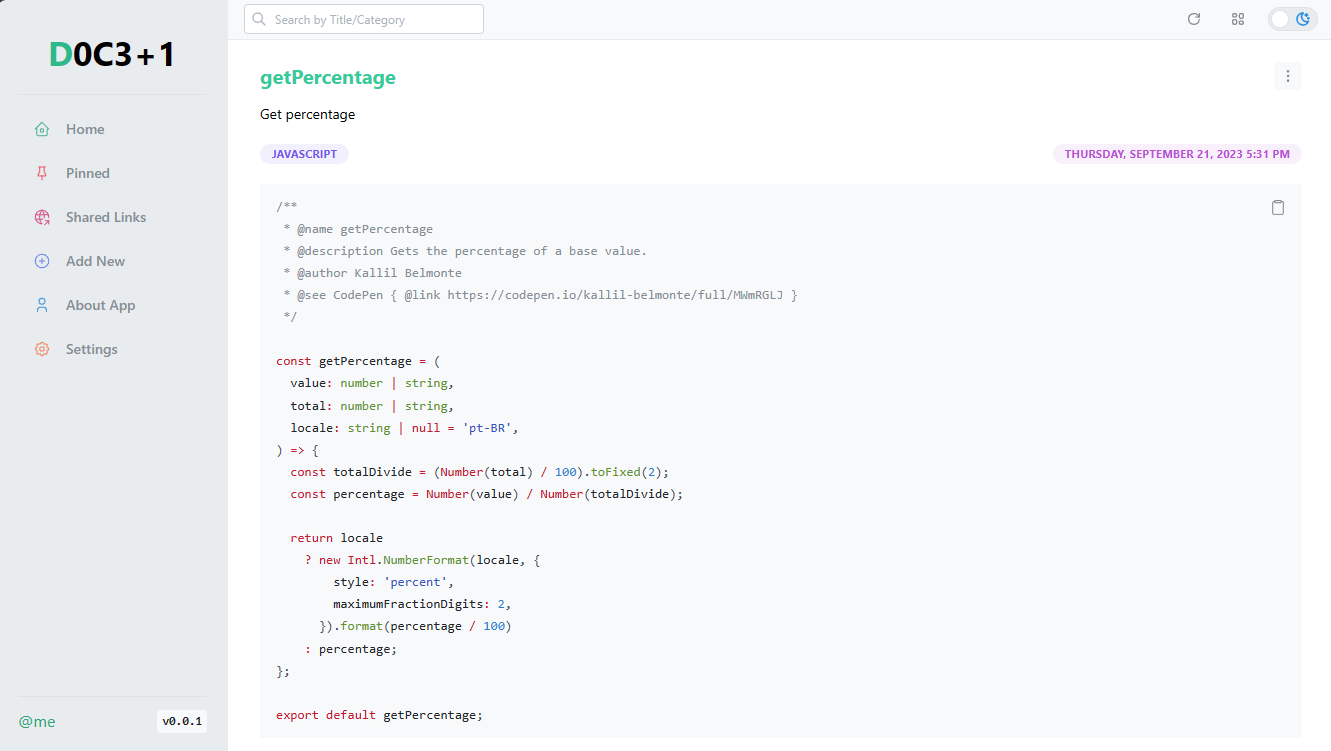 D0C3+1
Home
Pinned
Shared Links
Add New
About App
Settings
@me
v0.0.1
Search by Title/Category
getPercentage
Get percentage
JAVASCRIPT
THURSDAY, SEPTEMBER 21, 2023 5:31 PM
/**
 * @name getPercentage
 * @description Gets the percentage of a base value.
 * @author Kallil Belmonte
 * @see CodePen { @link https://codepen.io/kallil-belmonte/full/MWmRGLJ }
 */
const getPercentage = (
  value: number | string,
  total: number | string,
  locale: string | null = 'pt-BR',
) => {
  const totalDivide = (Number(total) / 100).toFixed(2);
  const percentage = Number(value) / Number(totalDivide);
  return locale
    ? new Intl.NumberFormat(locale, {
        style: 'percent',
        maximumFractionDigits: 2,
      }).format(percentage / 100)
    : percentage;
};
export default getPercentage;